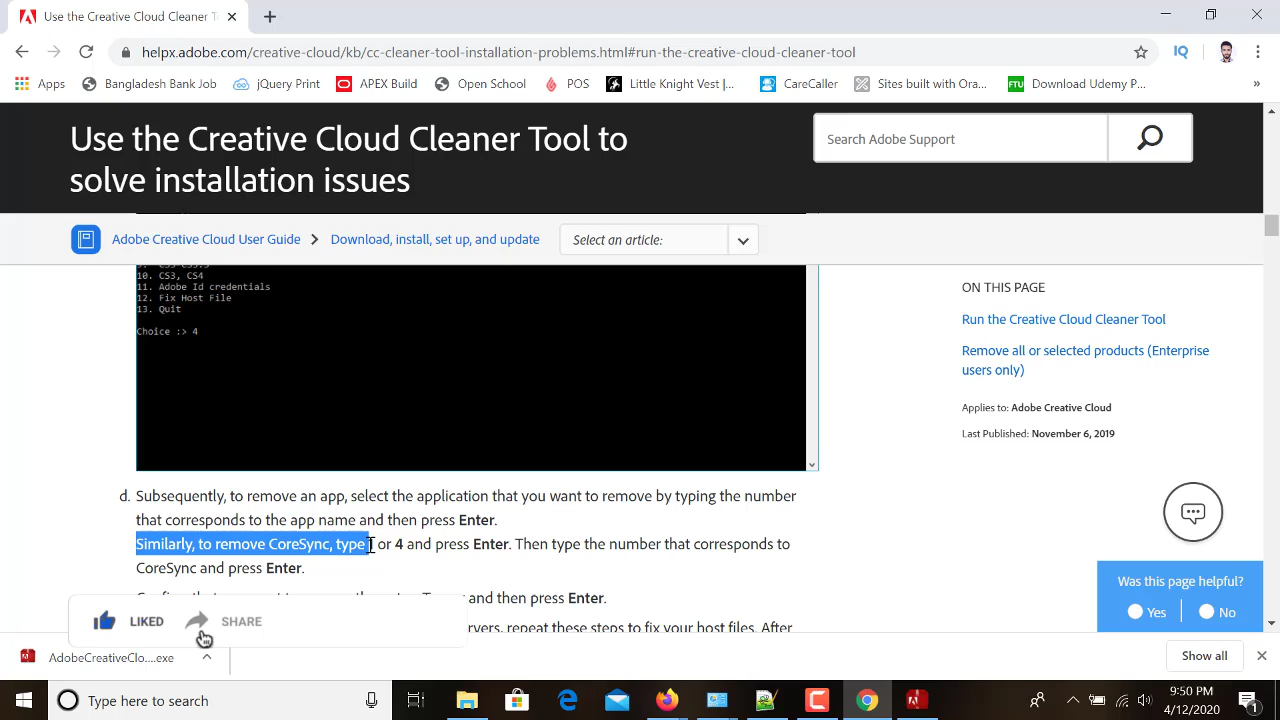 Use the Creative Cloud Cleaner T
helpx.adobe.com/creative-cloud/kb/cc-cleaner-tool-installation-problems.html#run-the-creative-cloud-cleaner-tool
IQ
Apps
Bangladesh Bank Job
jQuery Print
APEX Build
Open School
POS
Little Knight Vest |...
CareCaller
Sites built with Ora...
FTU
Download Udemy P...
»
Use the Creative Cloud Cleaner Tool to
solve installation issues
Search Adobe Support
Adobe Creative Cloud User Guide
Download, install, set up, and update
Select an article:
10. CS3, CS4
11. Adobe Id credentials
12. Fix Host File
13. Quit
Choice :> 4
ON THIS PAGE
Run the Creative Cloud Cleaner Tool
Remove all or selected products (Enterprise
users only)
Applies to: Adobe Creative Cloud
Last Published: November 6, 2019
d. Subsequently, to remove an app, select the application that you want to remove by typing the number
that corresponds to the app name and then press Enter.
Similarly, to remove CoreSync, type or 4 and press Enter. Then type the number that corresponds to
CoreSync and press Enter.
and then press Enter.
repeat these steps to fix your host files. After
Was this page helpful?
Yes
No
LIKED
SHARE
AdobeCreativeClo....exe
Show all
Type here to search
9:50 PM
4/12/2020
1